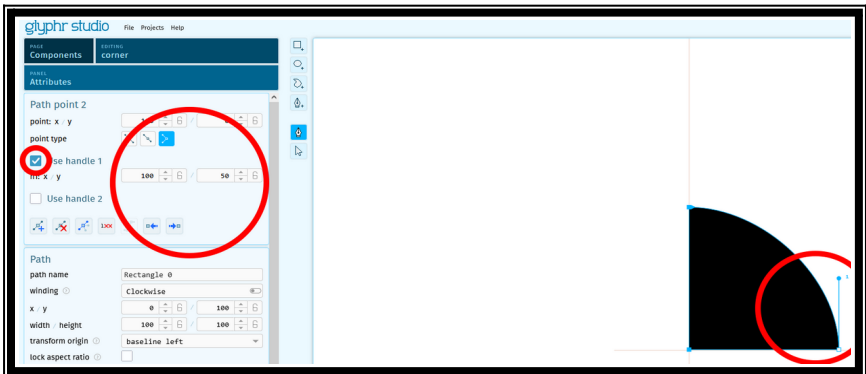 glyphr studio File Projects Help
PAGE EDITING
Components corner
PANEL
Attributes
Path point 2
point: x / y
point type
Use handle 1
x / y 100 / 50
Use handle 2
1XX
Path
path name Rectangle 0
winding Clockwise
x / y 0 / 100
width / height 100 / 100
transform origin baseline left
lock aspect ratio